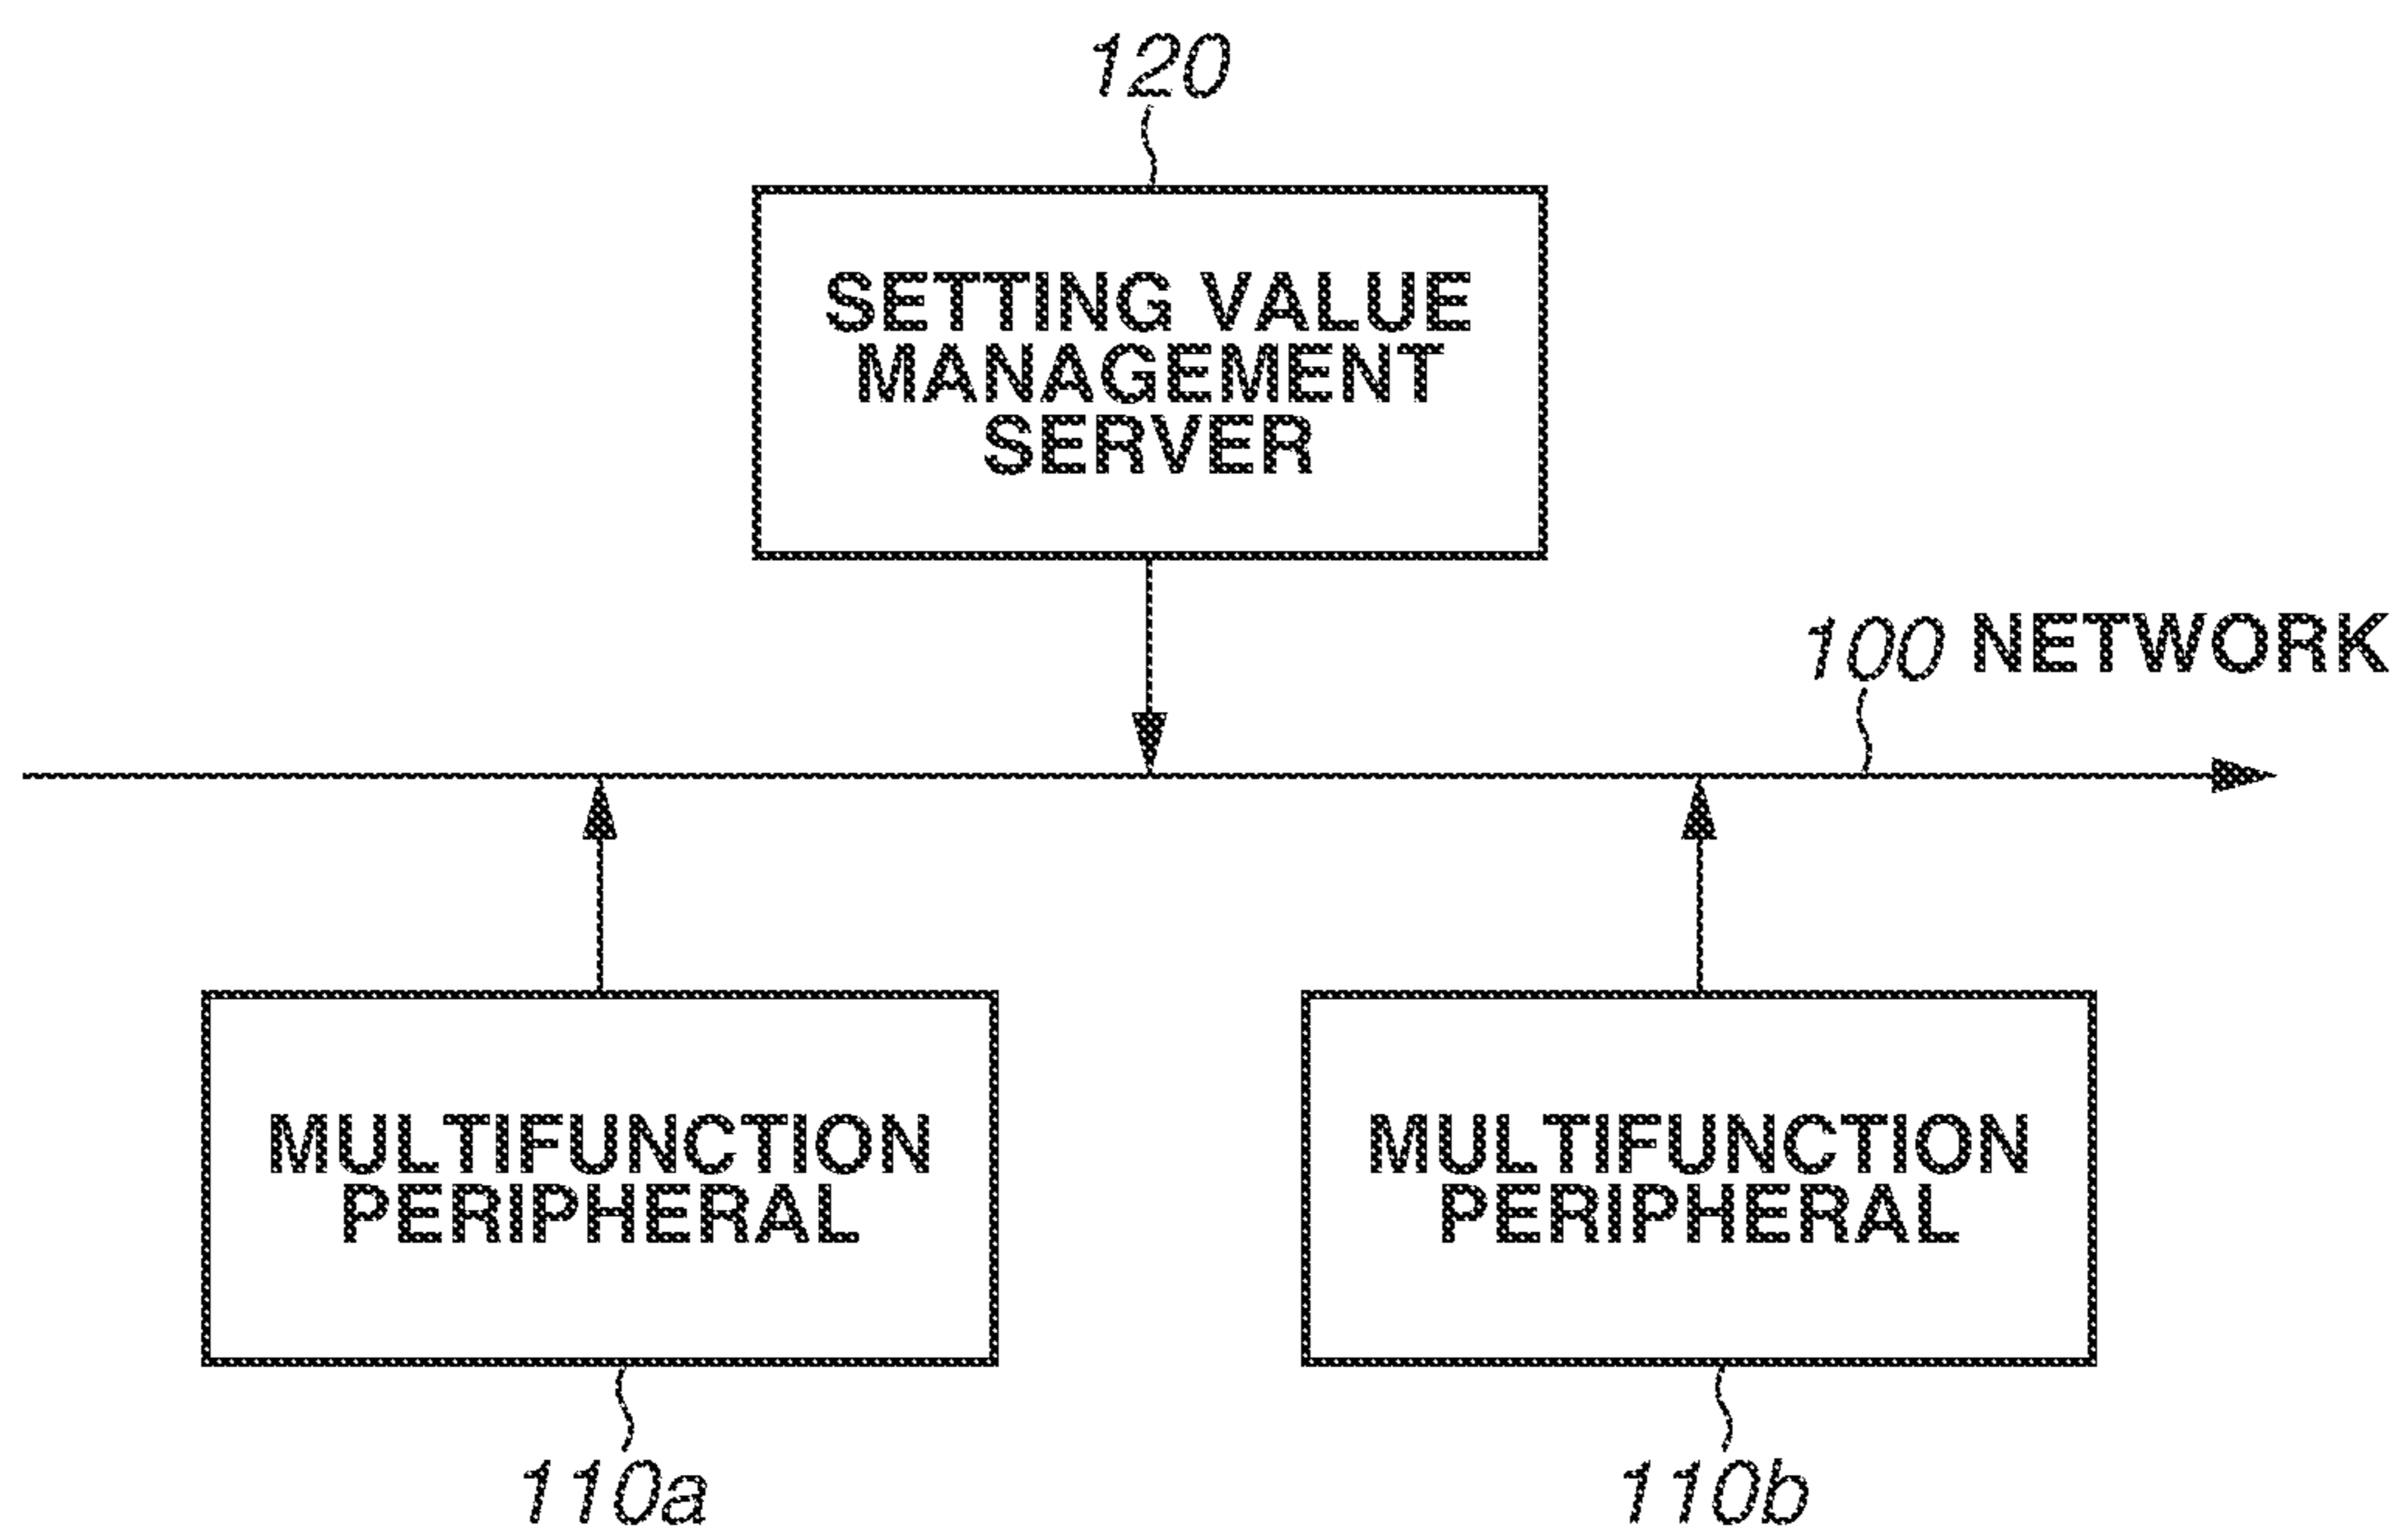 120
SETTING VALUE
MANAGEMENT
SERVER
100 NETWORK
MULTIFUNCTION
PERIPHERAL
110a
MULTIFUNCTION
PERIPHERAL
110b